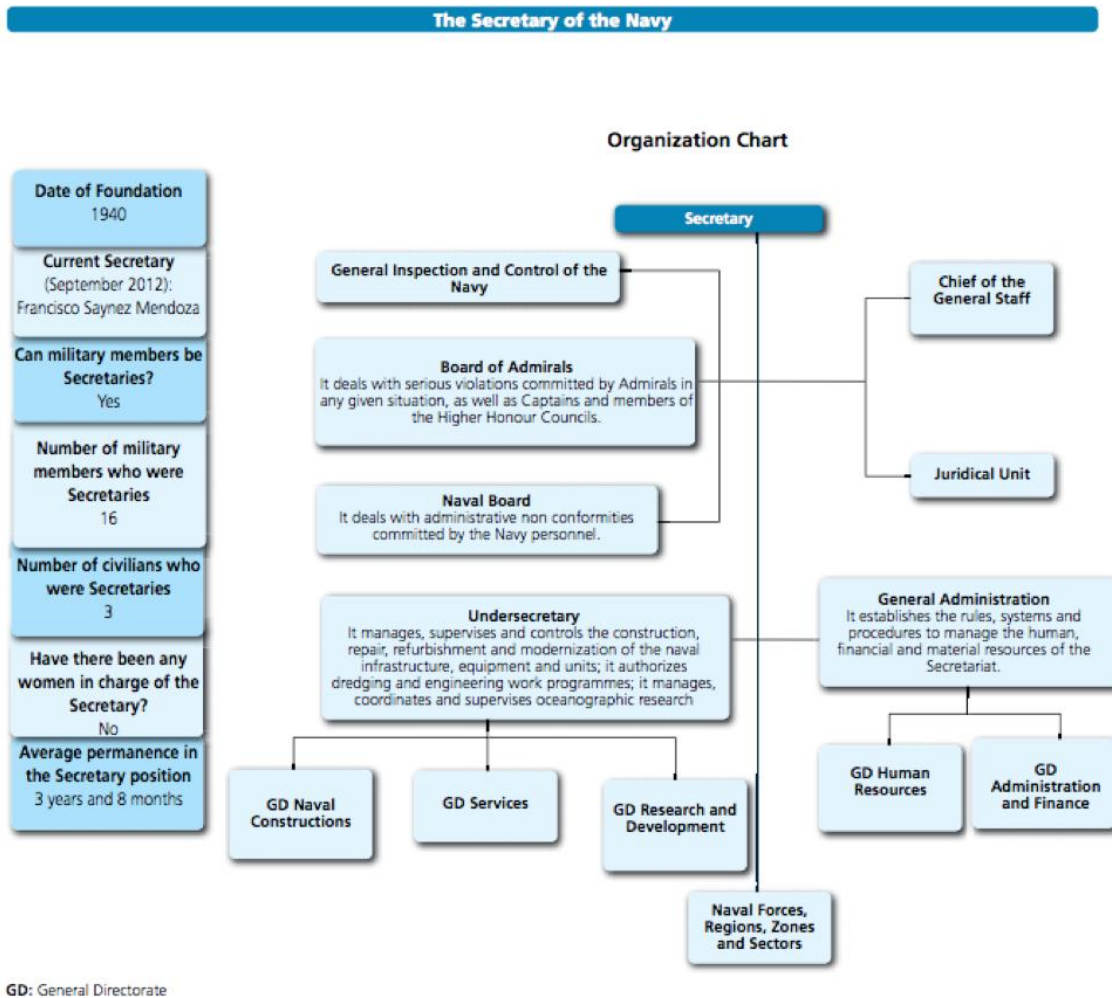 The Secretary of the Navy
Organization Chart
Date of Foundation
1940
Current Secretary
(September 2012):
Francisco Saynez Mendoza
Can military members be
Secretaries?
Yes
Number of military
members who were
Secretaries
16
Number of civilians who
were Secretaries
3
Have there been any
women in charge of the
Secretary?
No
Average permanence in
the Secretary position
3 years and 8 months
Secretary
General Inspection and Control of the
Navy
Chief of the
General Staff
Board of Admirals
It deals with serious violations committed by Admirals in
any given situation, as well as Captains and members of
the Higher Honour Councils.
Juridical Unit
Naval Board
It deals with administrative non conformities
committed by the Navy personnel.
Undersecretary
It manages, supervises and controls the construction,
repair, refurbishment and modernization of the naval
infrastructure, equipment and units; it authorizes
dredging and engineering work programmes; it manages,
coordinates and supervises oceanographic research
General Administration
It establishes the rules, systems and
procedures to manage the human,
financial and material resources of the
Secretariat.
GD Naval
Constructions
GD Services
GD Research and
Development
GD Human
Resources
GD
Administration
and Finance
Naval Forces,
Regions, Zones
and Sectors
GD: General Directorate